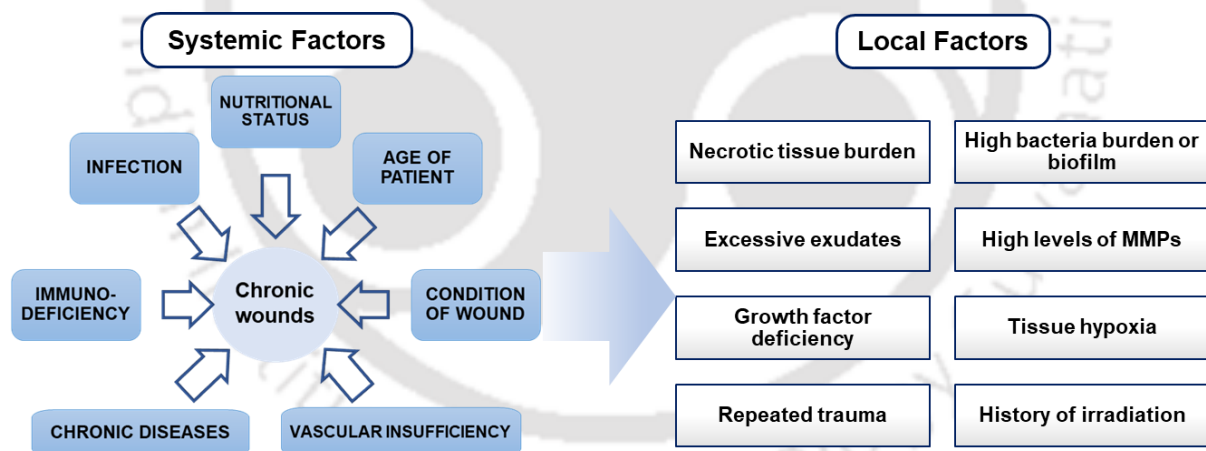 Systemic Factors
NUTRITIONAL
STATUS
INFECTION
AGE OF
PATIENT
IMMUNO-
DEFICIENCY
Chronic
wounds
CONDITION
OF WOUND
CHRONIC DISEASES
VASCULAR INSUFFICIENCY
Local Factors
Necrotic tissue burden
High bacteria burden or
biofilm
Excessive exudates
High levels of MMPs
Growth factor
deficiency
Tissue hypoxia
Repeated trauma
History of irradiation